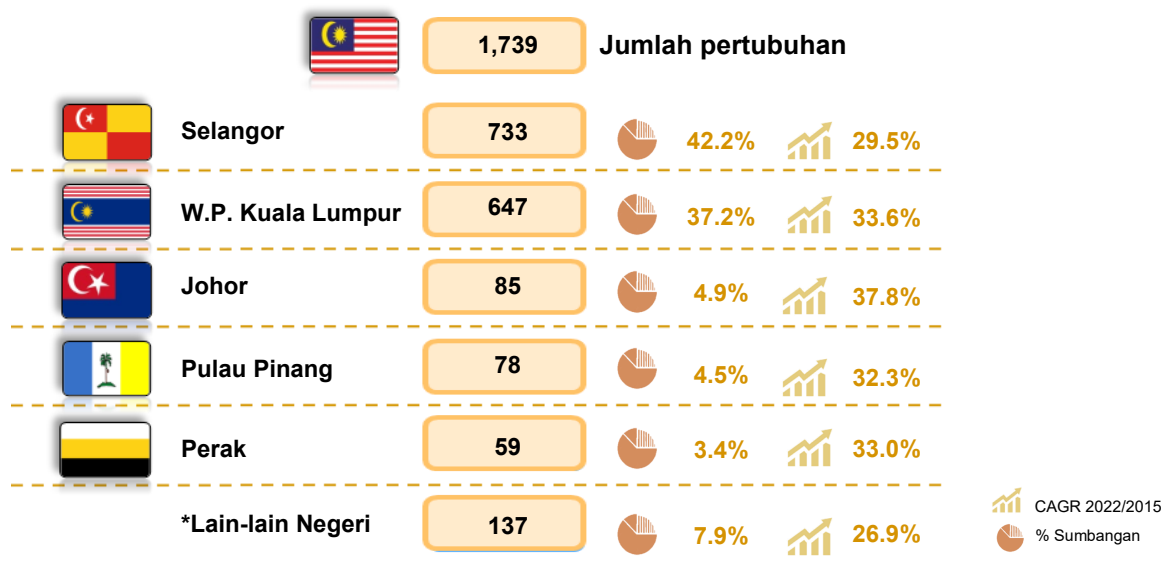 1,739 Jumlah pertubuhan
Selangor 733 42.2% 29.5%
W.P. Kuala Lumpur 647 37.2% 33.6%
Johor 85 4.9% 37.8%
Pulau Pinang 78 4.5% 32.3%
Perak 59 3.4% 33.0%
*Lain-lain Negeri 137 7.9% 26.9%
CAGR 2022/2015
% Sumbangan